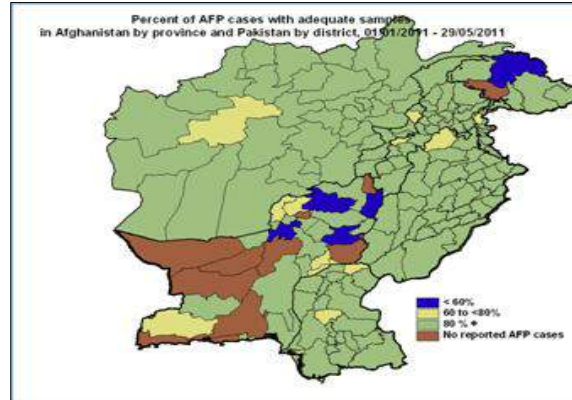 Percent of AFP cases with adequate samples
in Afghanistan by province and Pakistan by district, 01/01/2011 - 29/05/2011
< 60%
60 to <80%
80 % +
No reported AFP cases